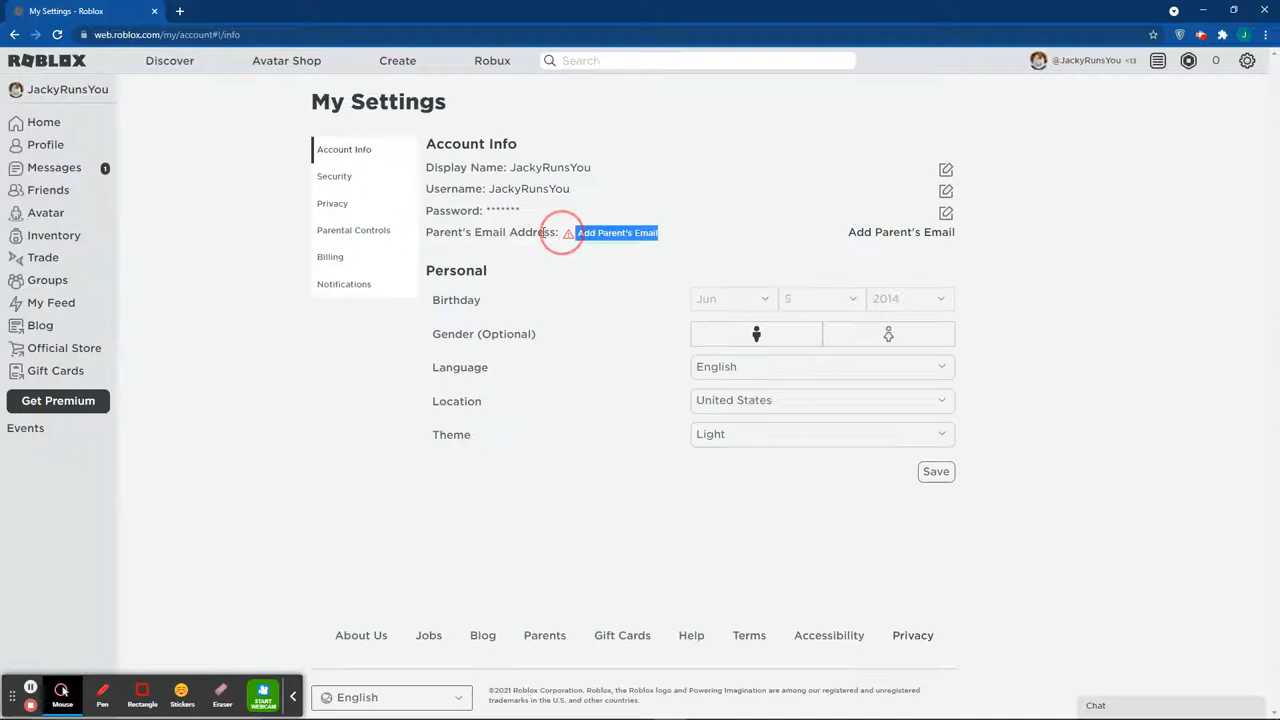 My Settings - Roblox
web.roblox.com/my/account#!/info
J
ROBLOX
Discover
Avatar Shop
Create
Robux
Search
@JackyRunsYou <13
0
JackyRunsYou
Home
Profile
Messages
1
Friends
Avatar
Inventory
Trade
Groups
My Feed
Blog
Official Store
Gift Cards
Get Premium
Events
My Settings
Account Info
Security
Privacy
Parental Controls
Billing
Notifications
Account Info
Display Name: JackyRunsYou
Username: JackyRunsYou
Password: *******
Parent's Email Address: Add Parent's Email
Add Parent's Email
Personal
Birthday
Jun
5
2014
Gender (Optional)
Language
English
Location
United States
Theme
Light
Save
About Us
Jobs
Blog
Parents
Gift Cards
Help
Terms
Accessibility
Privacy
English
©2021 Roblox Corporation. Roblox, the Roblox logo and Powering Imagination are among our registered and unregistered
trademarks in the U.S. and other countries.
Chat
Mouse
Pen
Rectangle
Stickers
Eraser
START
WEBCAM